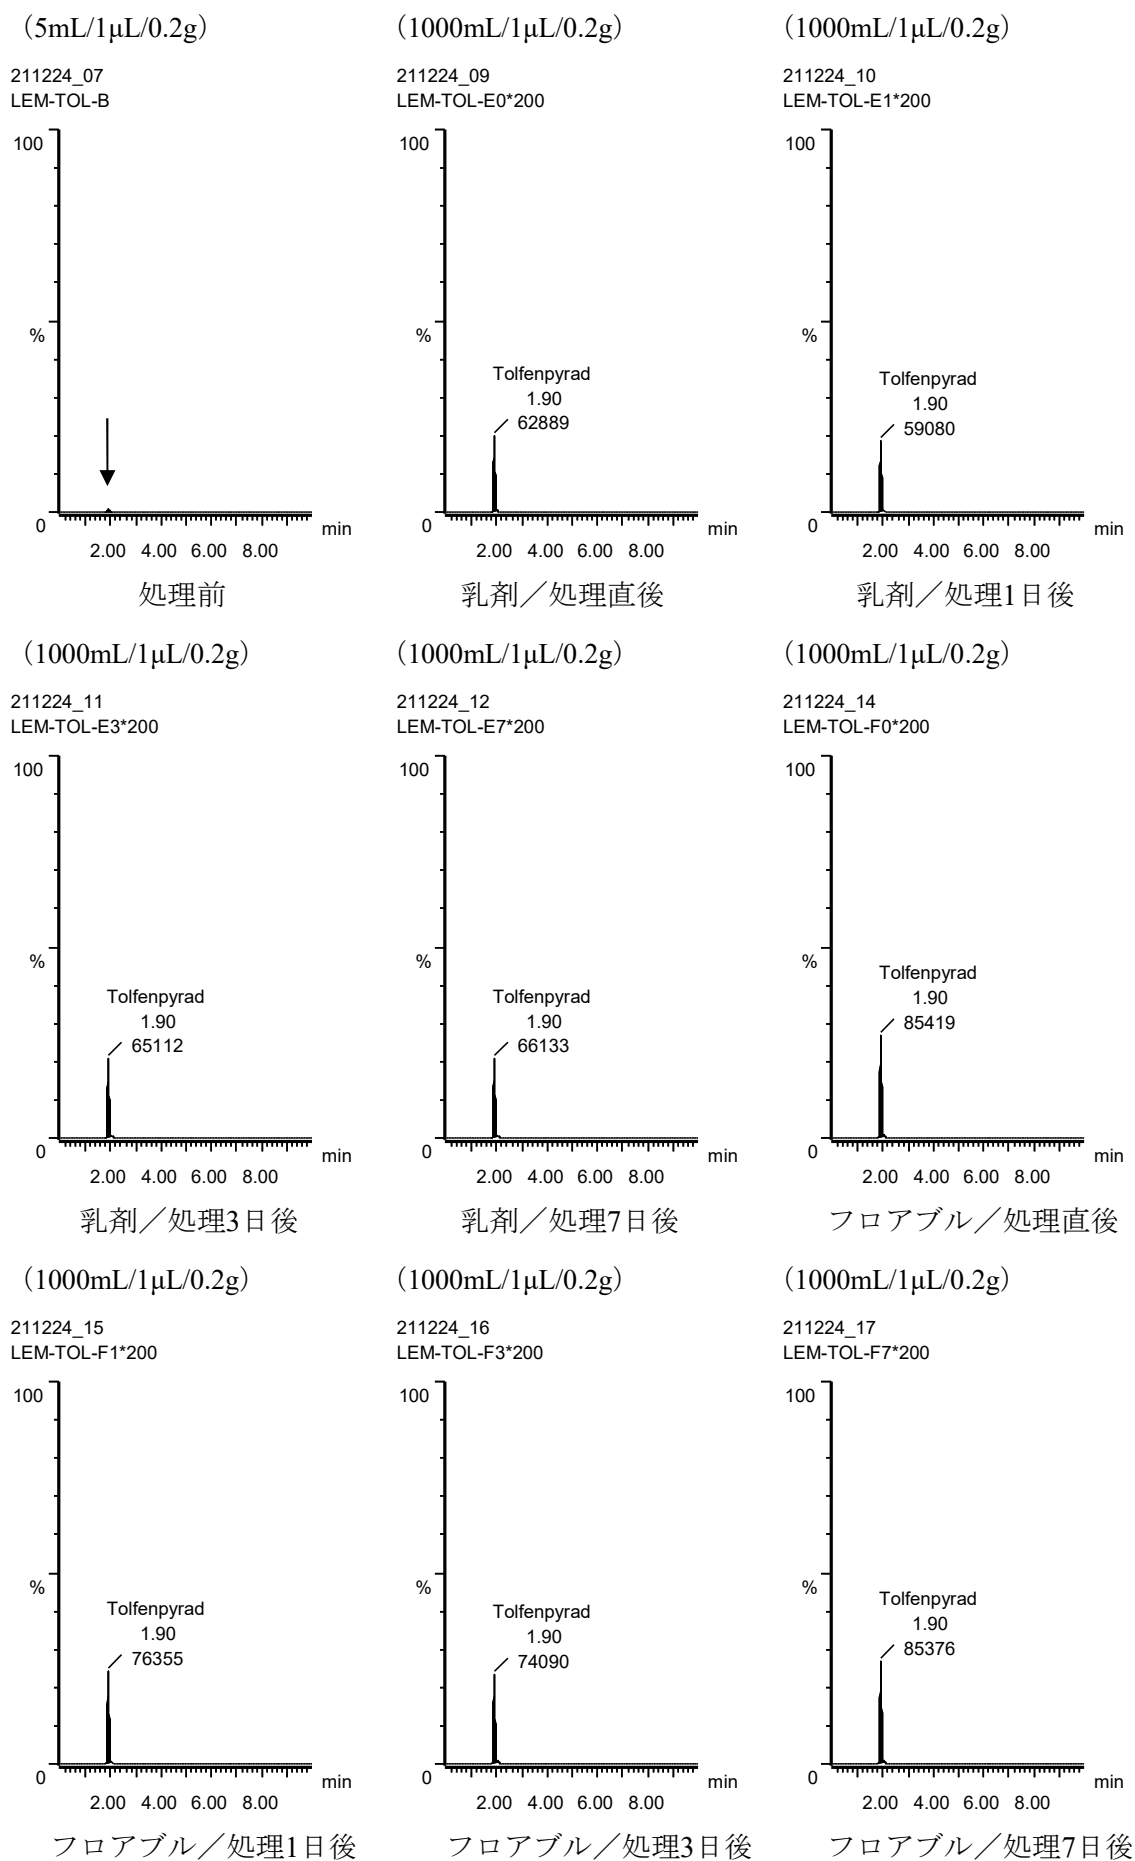 （5mL/1μL/0.2g）
211224_07
LEM-TOL-B
100
%
0
min
2.00 4.00 6.00 8.00
処理前
（1000mL/1μL/0.2g）
211224_09
LEM-TOL-E0*200
100
%
Tolfenpyrad
1.90
62889
0
min
2.00 4.00 6.00 8.00
乳剤／処理直後
（1000mL/1μL/0.2g）
211224_10
LEM-TOL-E1*200
100
%
Tolfenpyrad
1.90
59080
0
min
2.00 4.00 6.00 8.00
乳剤／処理1日後
（1000mL/1μL/0.2g）
211224_11
LEM-TOL-E3*200
100
%
Tolfenpyrad
1.90
65112
0
min
2.00 4.00 6.00 8.00
乳剤／処理3日後
（1000mL/1μL/0.2g）
211224_12
LEM-TOL-E7*200
100
%
Tolfenpyrad
1.90
66133
0
min
2.00 4.00 6.00 8.00
乳剤／処理7日後
（1000mL/1μL/0.2g）
211224_14
LEM-TOL-F0*200
100
%
Tolfenpyrad
1.90
85419
0
min
2.00 4.00 6.00 8.00
フロアブル／処理直後
（1000mL/1μL/0.2g）
211224_15
LEM-TOL-F1*200
100
%
Tolfenpyrad
1.90
76355
0
min
2.00 4.00 6.00 8.00
フロアブル／処理1日後
（1000mL/1μL/0.2g）
211224_16
LEM-TOL-F3*200
100
%
Tolfenpyrad
1.90
74090
0
min
2.00 4.00 6.00 8.00
フロアブル／処理3日後
（1000mL/1μL/0.2g）
211224_17
LEM-TOL-F7*200
100
%
Tolfenpyrad
1.90
85376
0
min
2.00 4.00 6.00 8.00
フロアブル／処理7日後